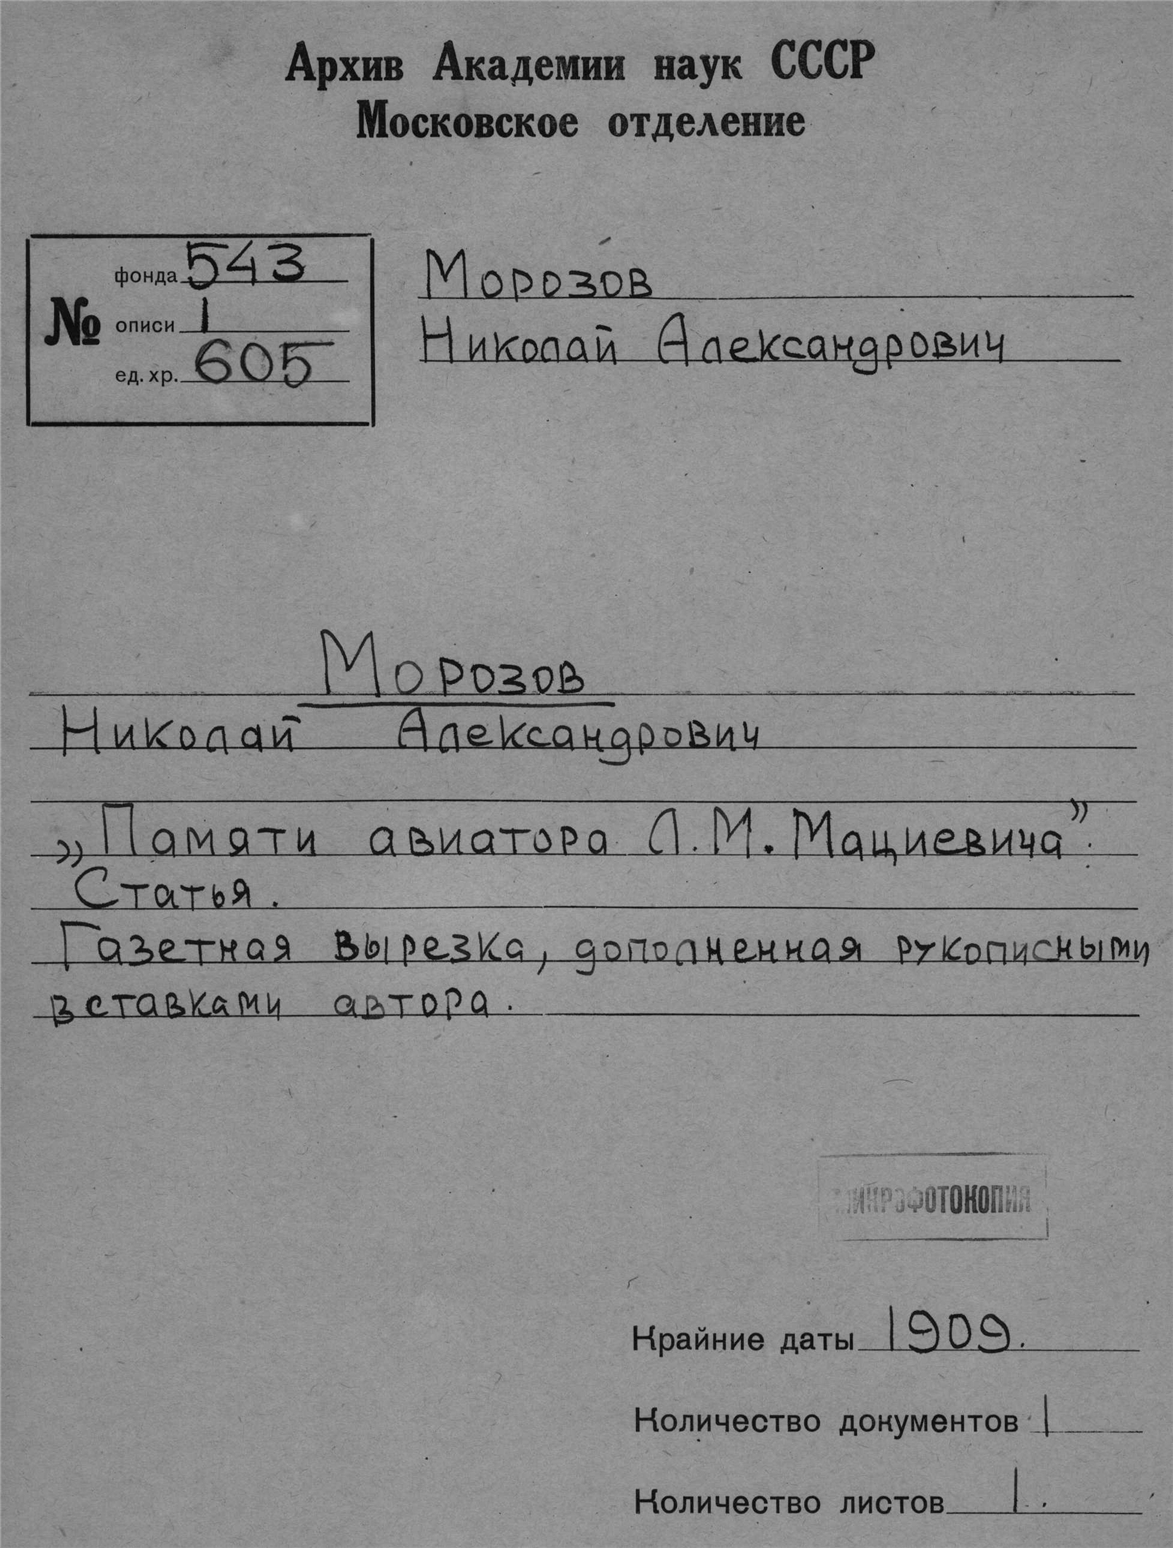 Архив Академии наук СССР
Московское отделение
№
фонда 543
описи 1
ед. хр. 605
Морозов
Николай Александрович
Морозов
Николай Александрович
„Памяти авиатора Л.М. Мациевича”.
Статья.
Газетная вырезка, дополненная рукописными
вставками автора.
МИКРОФОТОКОПИЯ
Крайние даты 1909.
Количество документов 1
Количество листов 1.